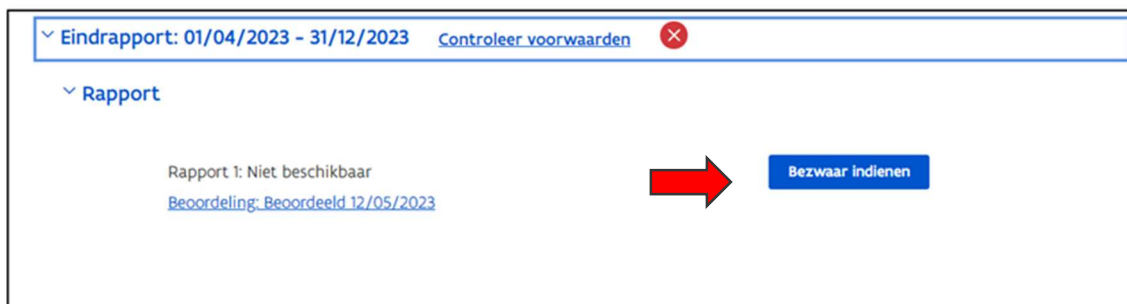 Eindrapport: 01/04/2023 - 31/12/2023 Controleer voorwaarden
Rapport
Rapport 1: Niet beschikbaar
Bezwaar indienen
Beoordeling: Beoordeeld 12/05/2023